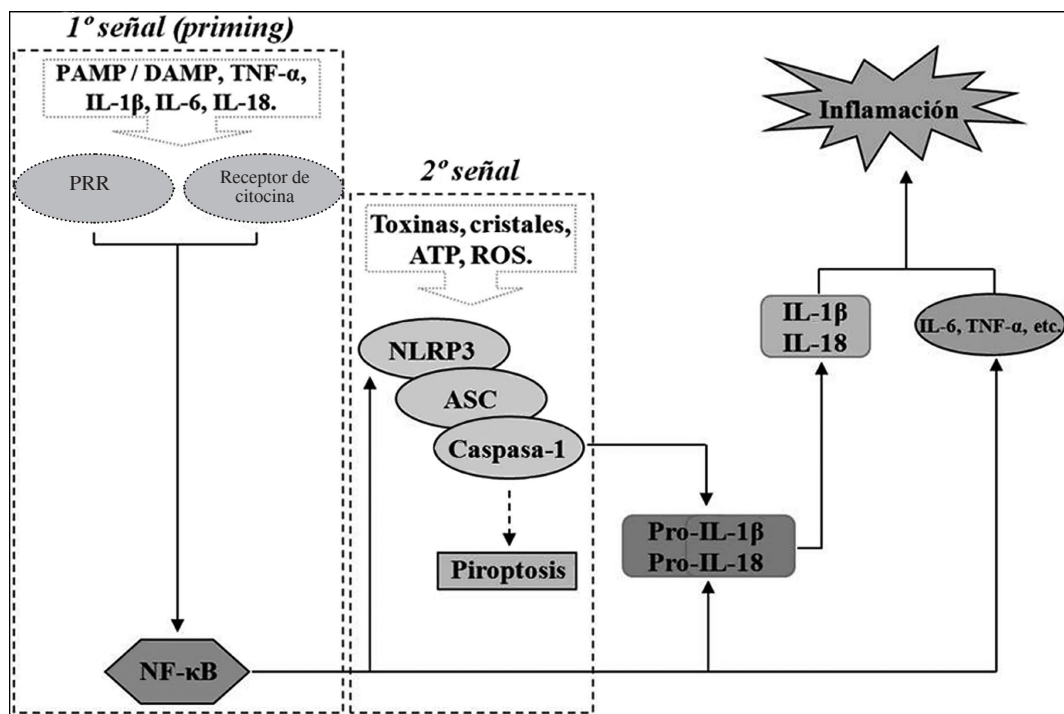 1º señal (priming)
PAMP / DAMP, TNF-α,
IL-1β, IL-6, IL-18.
PRR
Receptor de
citocina
2º señal
Toxinas, cristales,
ATP, ROS.
NLRP3
ASC
Caspasa-1
Piroptosis
NF-κB
Pro-IL-1β
Pro-IL-18
IL-1β
IL-18
IL-6, TNF-α, etc.
Inflamación